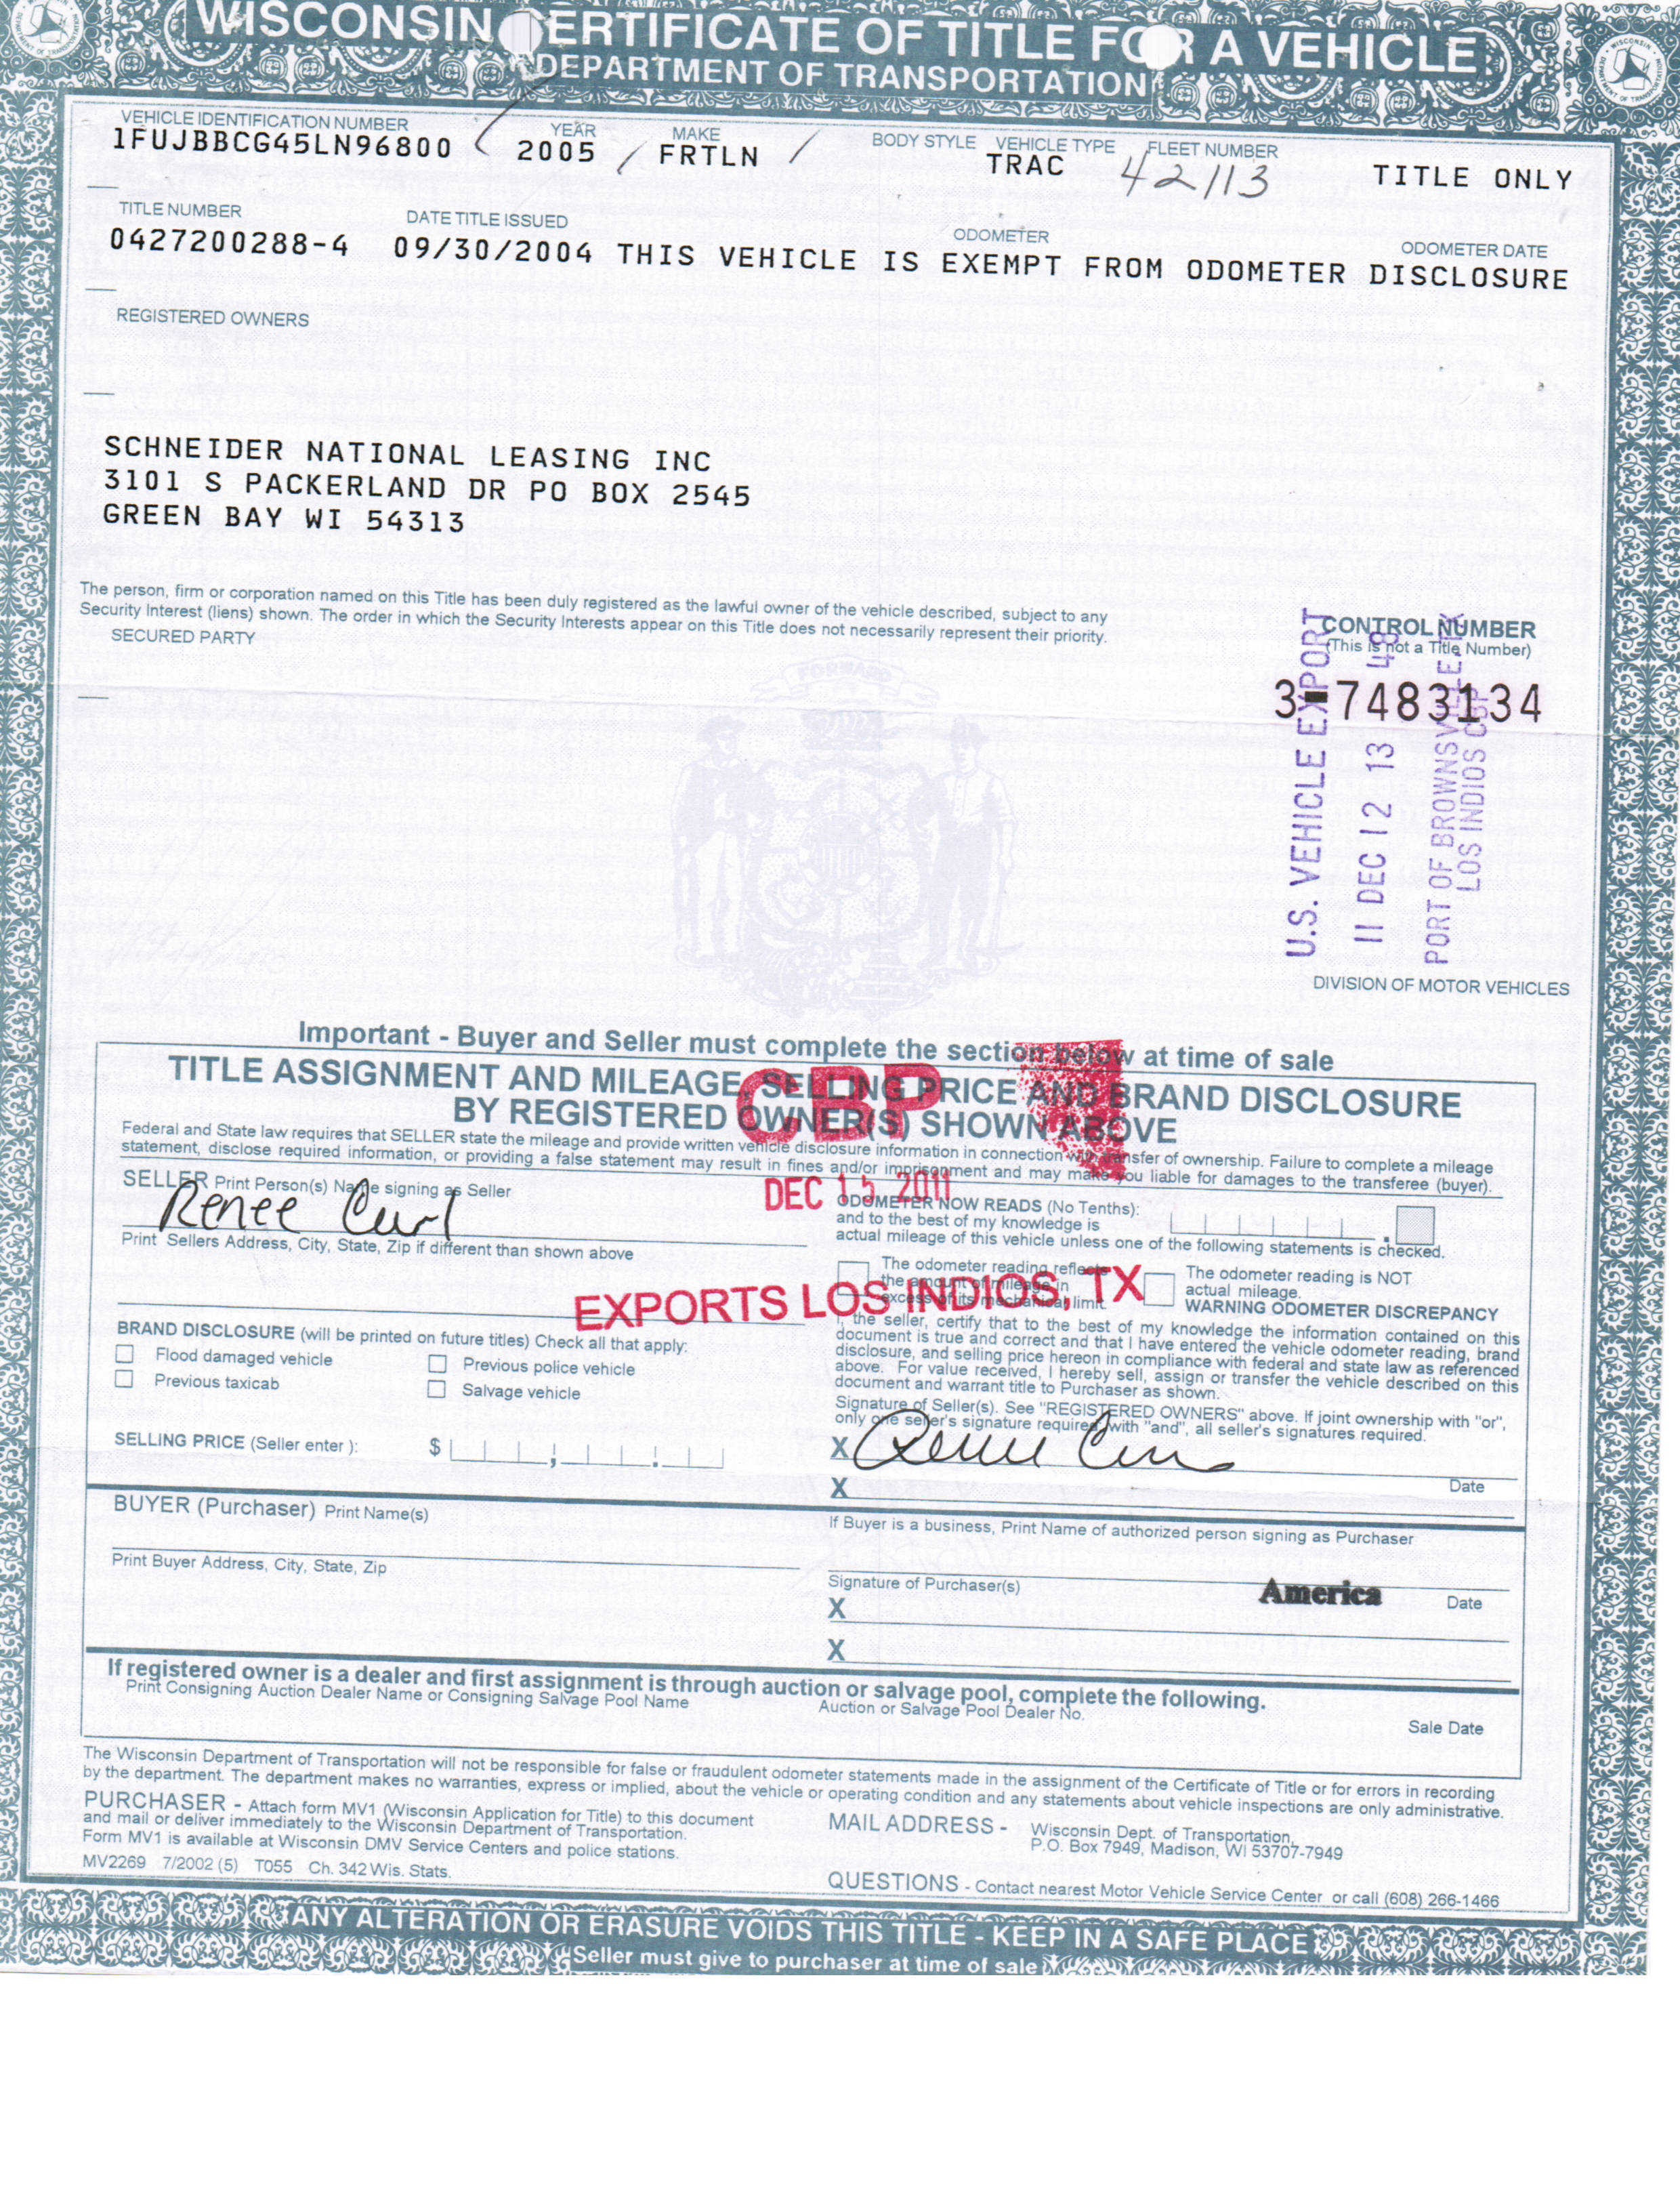 WISCONSIN CERTIFICATE OF TITLE FOR A VEHICLE
DEPARTMENT OF TRANSPORTATION
VEHICLE IDENTIFICATION NUMBER YEAR MAKE BODY STYLE VEHICLE TYPE FLEET NUMBER
1FUJBBCG45LN96800 2005 / FRTLN / TRAC 42113 TITLE ONLY
TITLE NUMBER DATE TITLE ISSUED ODOMETER ODOMETER DATE
0427200288-4 09/30/2004 THIS VEHICLE IS EXEMPT FROM ODOMETER DISCLOSURE
REGISTERED OWNERS
SCHNEIDER NATIONAL LEASING INC
3101 S PACKERLAND DR PO BOX 2545
GREEN BAY WI 54313
The person, firm or corporation named on this Title has been duly registered as the lawful owner of the vehicle described, subject to any
Security Interest (liens) shown. The order in which the Security Interests appear on this Title does not necessarily represent their priority.
SECURED PARTY
CONTROL NUMBER
(This is not a Title Number)
3-7483134
FORWARD
U.S. VEHICLE EXPORT
11 DEC 12 13 48
PORT OF BROWNSVILLE-TX
LOS INDIOS CBP
DIVISION OF MOTOR VEHICLES
Important - Buyer and Seller must complete the section below at time of sale
TITLE ASSIGNMENT AND MILEAGE, SELLING PRICE AND BRAND DISCLOSURE
BY REGISTERED OWNER(S) SHOWN ABOVE
CBP
Federal and State law requires that SELLER state the mileage and provide written vehicle disclosure information in connection with transfer of ownership. Failure to complete a mileage
statement, disclose required information, or providing a false statement may result in fines and/or imprisonment and may make you liable for damages to the transferee (buyer).
SELLER Print Person(s) Name signing as Seller
Renee Curl
DEC 15 2011
Print Sellers Address, City, State, Zip if different than shown above
ODOMETER NOW READS (No Tenths):
and to the best of my knowledge is
actual mileage of this vehicle unless one of the following statements is checked.
The odometer reading reflects
the amount of mileage in
excess of its mechanical limit.
The odometer reading is NOT
actual mileage.
WARNING ODOMETER DISCREPANCY
EXPORTS LOS INDIOS, TX
BRAND DISCLOSURE (will be printed on future titles) Check all that apply:
Flood damaged vehicle Previous police vehicle
Previous taxicab Salvage vehicle
SELLING PRICE (Seller enter ): $ , .
I, the seller, certify that to the best of my knowledge the information contained on this
document is true and correct and that I have entered the vehicle odometer reading, brand
disclosure, and selling price hereon in compliance with federal and state law as referenced
above. For value received, I hereby sell, assign or transfer the vehicle described on this
document and warrant title to Purchaser as shown.
Signature of Seller(s). See "REGISTERED OWNERS" above. If joint ownership with "or",
only one seller's signature required; with "and", all seller's signatures required.
X Renee Curl
X Date
BUYER (Purchaser) Print Name(s)
If Buyer is a business, Print Name of authorized person signing as Purchaser
Print Buyer Address, City, State, Zip
Signature of Purchaser(s) America Date
X
X
If registered owner is a dealer and first assignment is through auction or salvage pool, complete the following.
Print Consigning Auction Dealer Name or Consigning Salvage Pool Name Auction or Salvage Pool Dealer No. Sale Date
The Wisconsin Department of Transportation will not be responsible for false or fraudulent odometer statements made in the assignment of the Certificate of Title or for errors in recording
by the department. The department makes no warranties, express or implied, about the vehicle or operating condition and any statements about vehicle inspections are only administrative.
PURCHASER - Attach form MV1 (Wisconsin Application for Title) to this document
and mail or deliver immediately to the Wisconsin Department of Transportation.
Form MV1 is available at Wisconsin DMV Service Centers and police stations.
MV2269 7/2002 (5) T055 Ch. 342 Wis. Stats.
MAIL ADDRESS - Wisconsin Dept. of Transportation,
P.O. Box 7949, Madison, WI 53707-7949
QUESTIONS - Contact nearest Motor Vehicle Service Center or call (608) 266-1466
ANY ALTERATION OR ERASURE VOIDS THIS TITLE - KEEP IN A SAFE PLACE
Seller must give to purchaser at time of sale